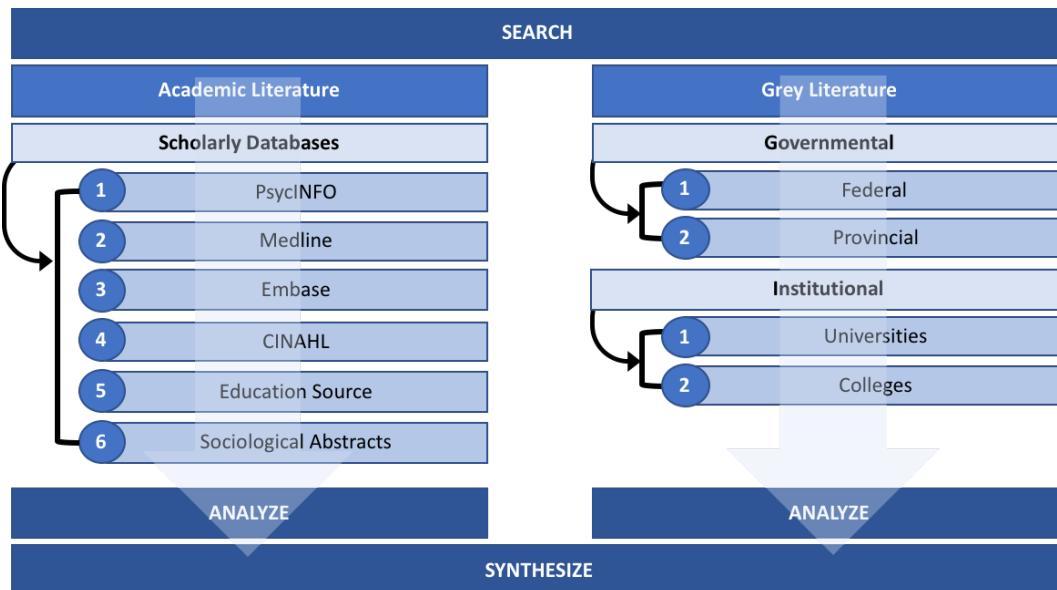 SEARCH
Academic Literature
Scholarly Databases
1 PsycINFO
2 Medline
3 Embase
4 CINAHL
5 Education Source
6 Sociological Abstracts
ANALYZE
Grey Literature
Governmental
1 Federal
2 Provincial
Institutional
1 Universities
2 Colleges
ANALYZE
SYNTHESIZE